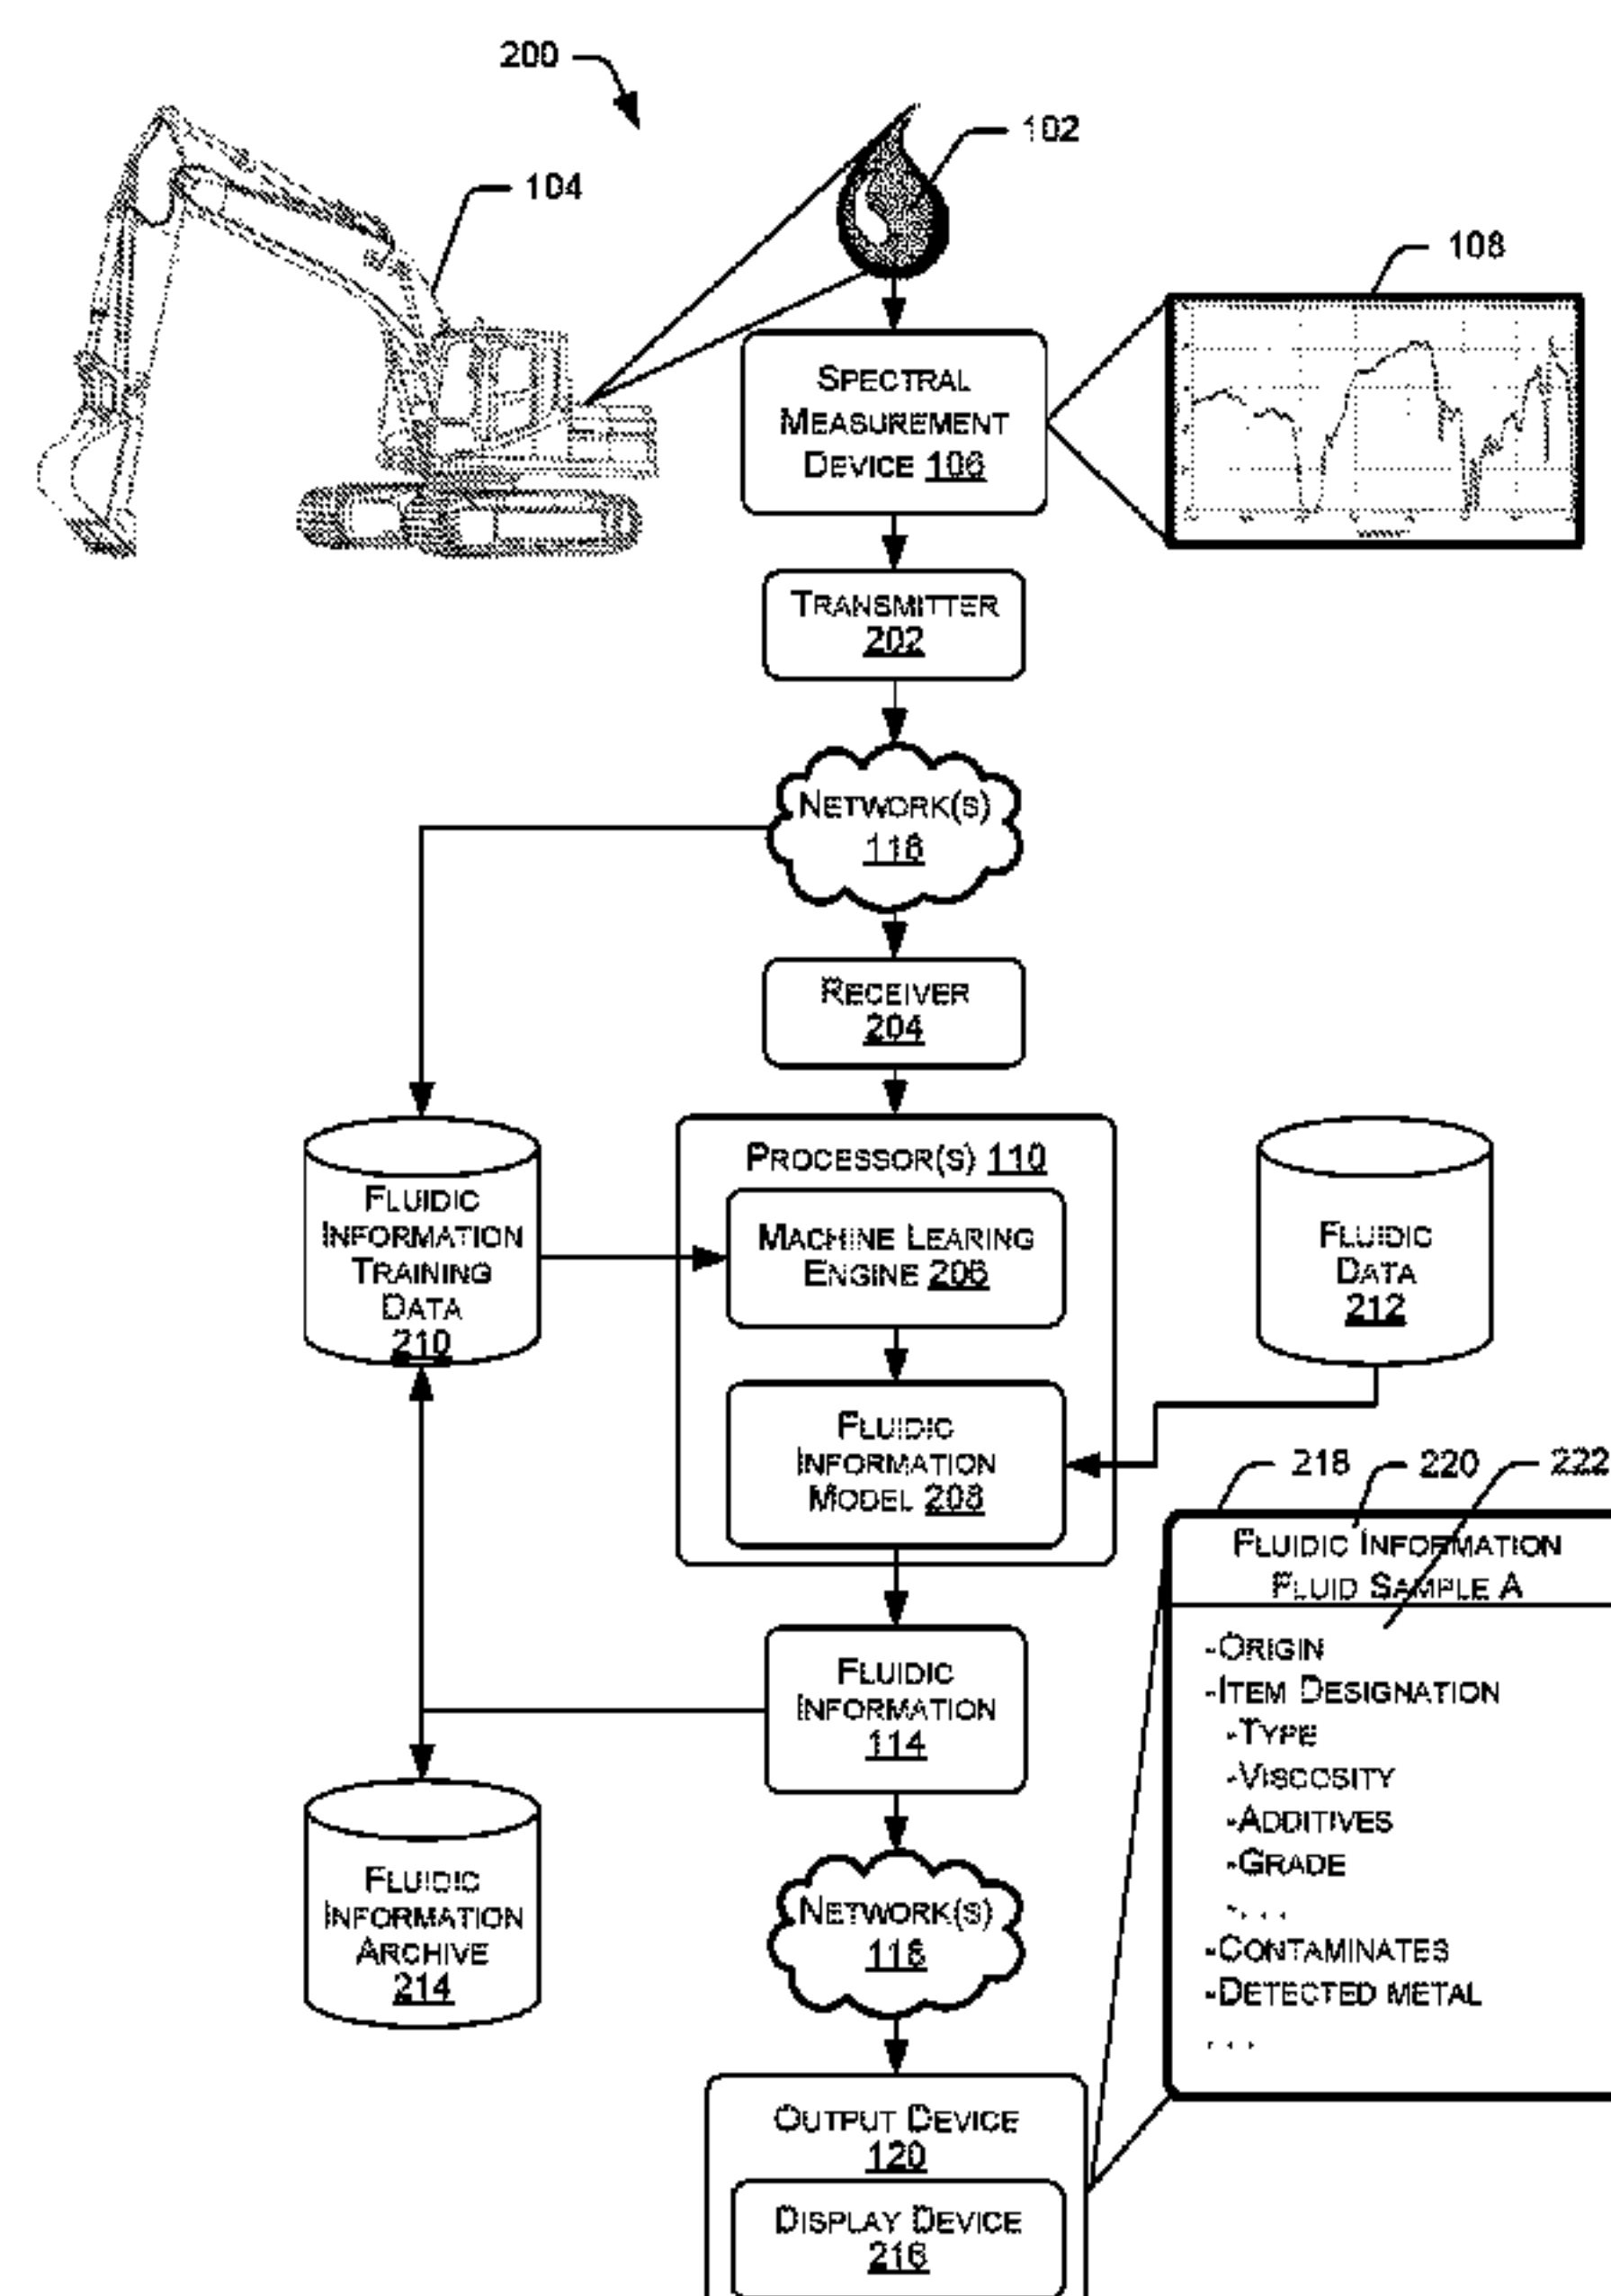 200
102
104
108
SPECTRAL
MEASUREMENT
DEVICE 106
TRANSMITTER
202
NETWORK(S)
118
RECEIVER
204
PROCESSOR(S) 110
FLUIDIC
INFORMATION
TRAINING
DATA
210
MACHINE LEARING
ENGINE 206
FLUIDIC
DATA
212
FLUIDIC
INFORMATION
MODEL 208
218
220
222
FLUIDIC INFORMATION
FLUID SAMPLE A
-ORIGIN
-ITEM DESIGNATION
-TYPE
-VISCOSITY
-ADDITIVES
-GRADE
-...
-CONTAMINATES
-DETECTED METAL
...
FLUIDIC
INFORMATION
114
FLUIDIC
INFORMATION
ARCHIVE
214
NETWORK(S)
118
OUTPUT DEVICE
120
DISPLAY DEVICE
216